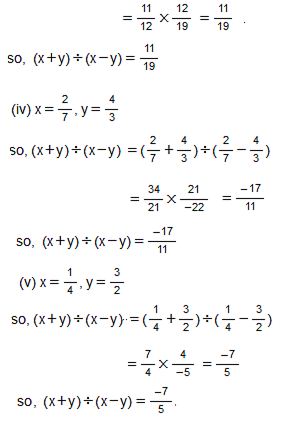 = 11/12 × 12/19 = 11/19 .
so, (x+y)÷(x−y) = 11/19
(iv) x = 2/7 , y = 4/3
so, (x+y)÷(x−y) = (2/7 + 4/3)÷(2/7 − 4/3)
= 34/21 × 21/−22 = −17/11
so, (x+y)÷(x−y) = −17/11
(v) x = 1/4 , y = 3/2
so, (x+y)÷(x−y) = (1/4 + 3/2)÷(1/4 − 3/2)
= 7/4 × 4/−5 = −7/5
so, (x+y)÷(x−y) = −7/5.